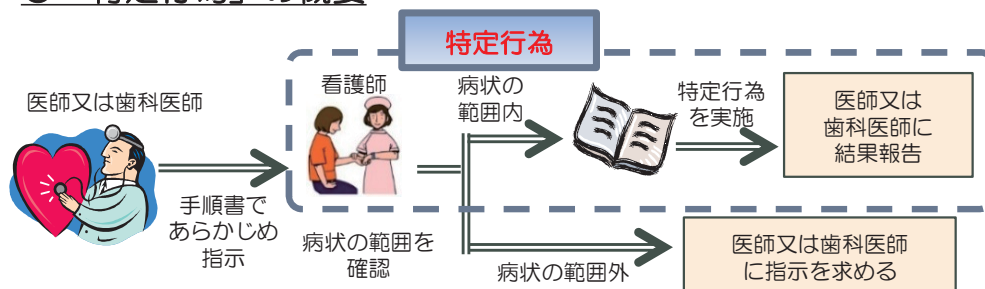 特定行為
医師又は歯科医師
手順書で
あらかじめ
指示
看護師
病状の範囲を
確認
病状の
範囲内
特定行為
を実施
医師又は
歯科医師に
結果報告
病状の範囲外
医師又は歯科医師
に指示を求める